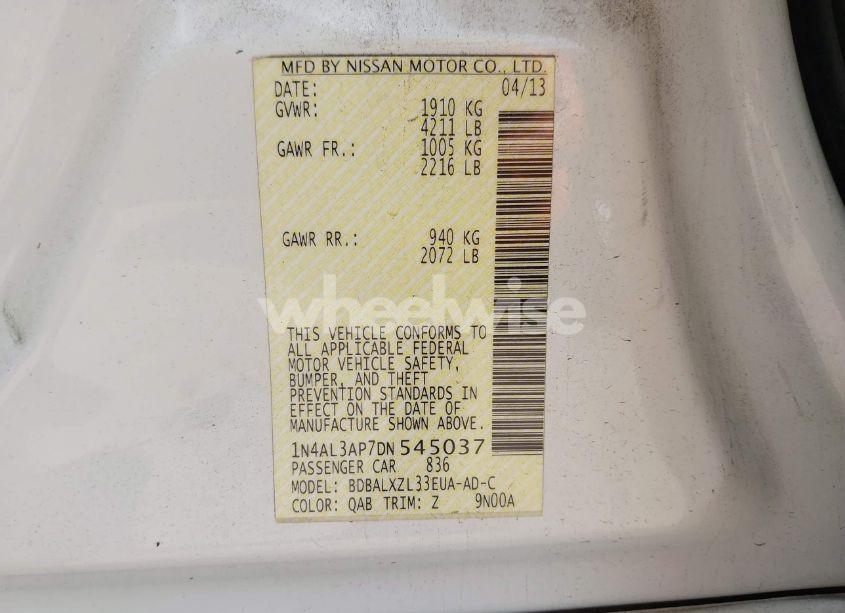 MFD BY NISSAN MOTOR CO., LTD.
DATE: 04/13
GVWR: 1910 KG
4211 LB
GAWR FR.: 1005 KG
2216 LB
GAWR RR.: 940 KG
2072 LB
wheelwise
THIS VEHICLE CONFORMS TO
ALL APPLICABLE FEDERAL
MOTOR VEHICLE SAFETY,
BUMPER, AND THEFT
PREVENTION STANDARDS IN
EFFECT ON THE DATE OF
MANUFACTURE SHOWN ABOVE.
1N4AL3AP7DN545037
PASSENGER CAR 836
MODEL: BDBALXZL33EUA-AD-C
COLOR: QAB TRIM: Z 9N00A